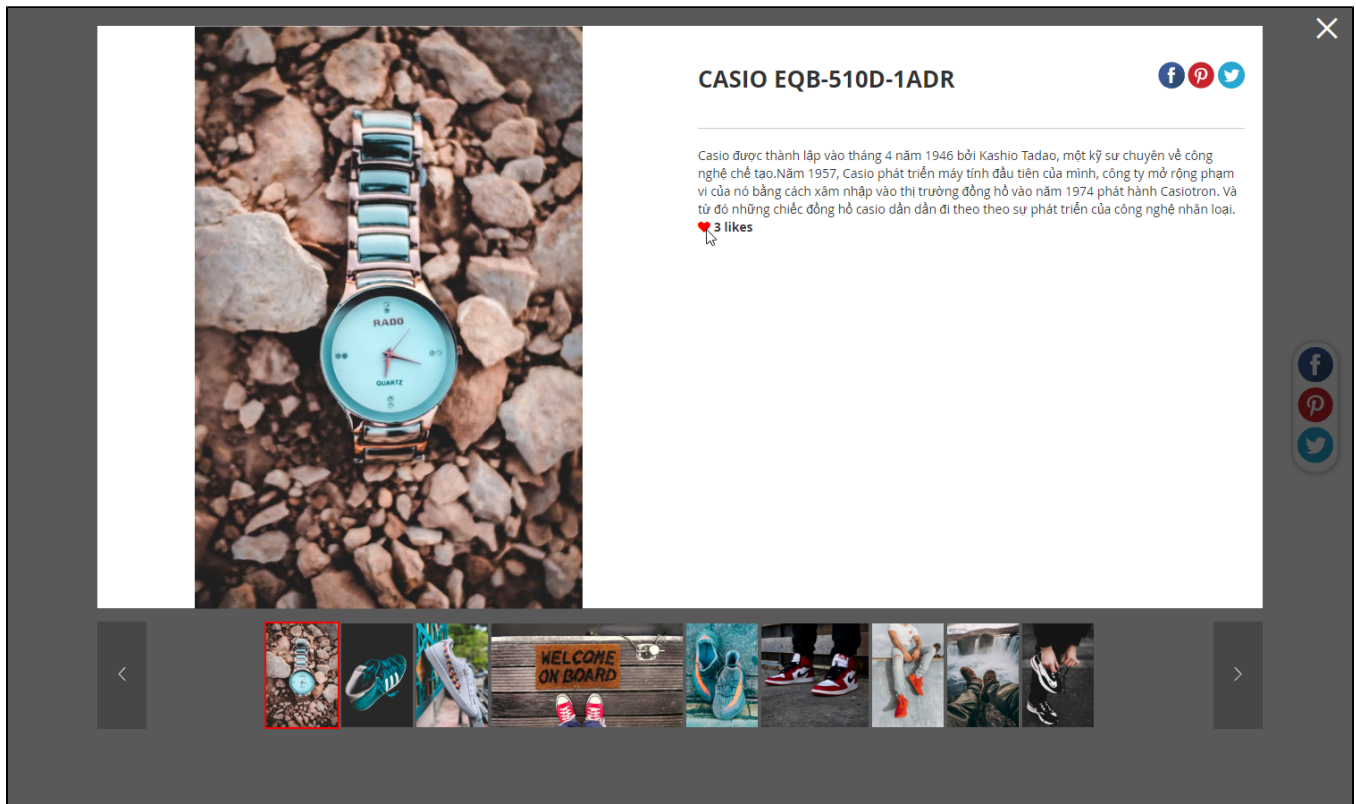 CASIO EQB-510D-1ADR
Casio được thành lập vào tháng 4 năm 1946 bởi Kashio Tadao, một kỹ sư chuyên về công
nghệ chế tạo.Năm 1957, Casio phát triển máy tính đầu tiên của mình, công ty mở rộng phạm
vi của nó bằng cách xâm nhập vào thị trường đồng hồ vào năm 1974 phát hành Casiotron. Và
từ đó những chiếc đồng hồ casio dần dần đi theo theo sự phát triển của công nghệ nhân loại.
3 likes
RADO
QUARTZ
WELCOME
ON BOARD